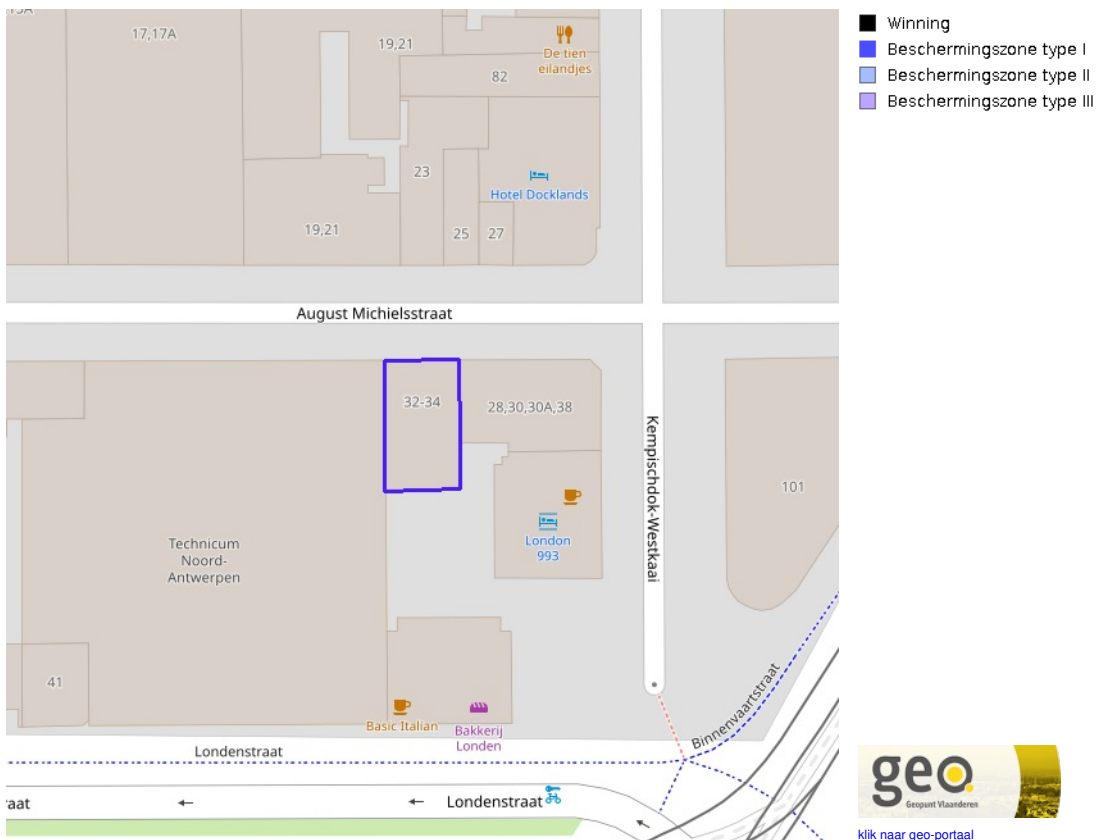 17,17A
19,21
De tien
eilandjes
82
23
Hotel Docklands
19,21
25
27
August Michielsstraat
32-34
28,30,30A,38
Kempischdok-Westkaai
101
London
993
Technicum
Noord-
Antwerpen
41
Basic Italian
Bakkerij
Londen
Binnenvaartstraat
Londenstraat
raat
Londenstraat
Winning
Beschermingszone type I
Beschermingszone type II
Beschermingszone type III
geo
Geopunt Vlaanderen
klik naar geo-portaal